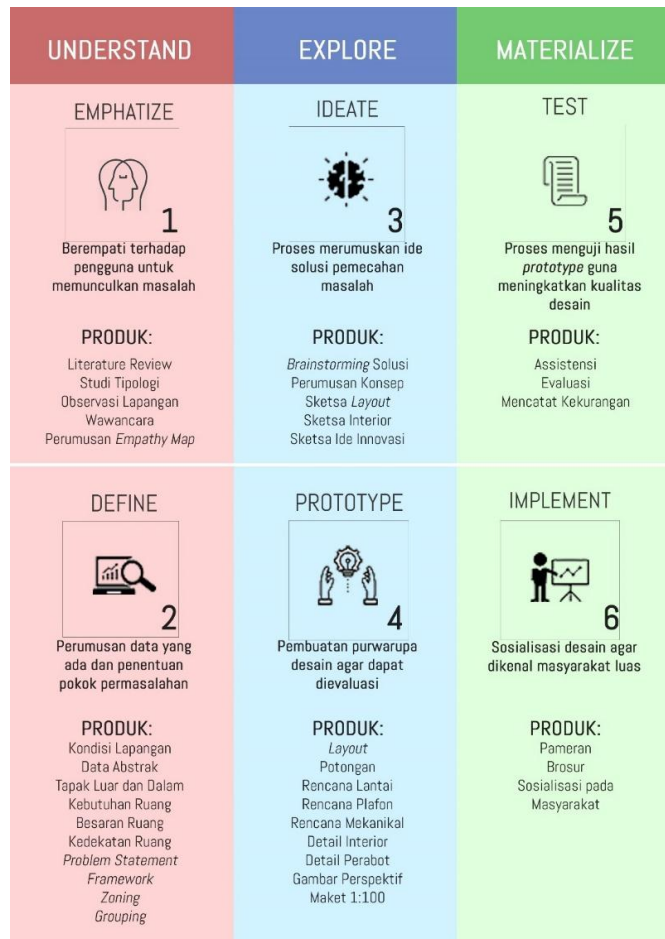 UNDERSTAND
EXPLORE
MATERIALIZE
EMPHATIZE
1
Berempati terhadap
pengguna untuk
memunculkan masalah
PRODUK:
Literature Review
Studi Tipologi
Observasi Lapangan
Wawancara
Perumusan Empathy Map
IDEATE
3
Proses merumuskan ide
solusi pemecahan
masalah
PRODUK:
Brainstorming Solusi
Perumusan Konsep
Sketsa Layout
Sketsa Interior
Sketsa Ide Innovasi
TEST
5
Proses menguji hasil
prototype guna
meningkatkan kualitas
desain
PRODUK:
Assistensi
Evaluasi
Mencatat Kekurangan
DEFINE
2
Perumusan data yang
ada dan penentuan
pokok permasalahan
PRODUK:
Kondisi Lapangan
Data Abstrak
Tapak Luar dan Dalam
Kebutuhan Ruang
Besaran Ruang
Kedekatan Ruang
Problem Statement
Framework
Zoning
Grouping
PROTOTYPE
4
Pembuatan purwarupa
desain agar dapat
dievaluasi
PRODUK:
Layout
Potongan
Rencana Lantai
Rencana Plafon
Rencana Mekanikal
Detail Interior
Detail Perabot
Gambar Perspektif
Maket 1:100
IMPLEMENT
6
Sosialisasi desain agar
dikenal masyarakat luas
PRODUK:
Pameran
Brosur
Sosialisasi pada
Masyarakat